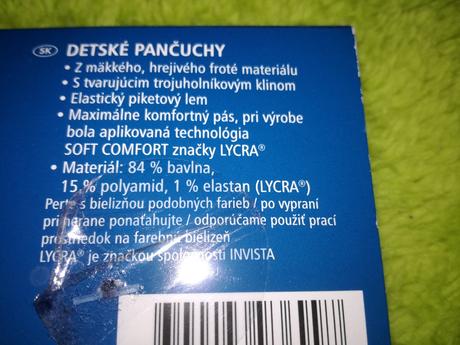 SK DETSKÉ PANČUCHY
• Z mäkkého, hrejivého froté materiálu
• S tvarujúcim trojuholníkovým klinom
• Elastický piketový lem
• Maximálne komfortný pás, pri výrobe
bola aplikovaná technológia
SOFT COMFORT značky LYCRA®
• Materiál: 84 % bavlna,
15 % polyamid, 1 % elastan (LYCRA®)
Perte s bielizňou podobných farieb / po vypraní
primerane ponaťahujte / odporúčame použiť prací
prostriedok na farebnú bielizeň
LYCRA® je značkou spoločnosti INVISTA